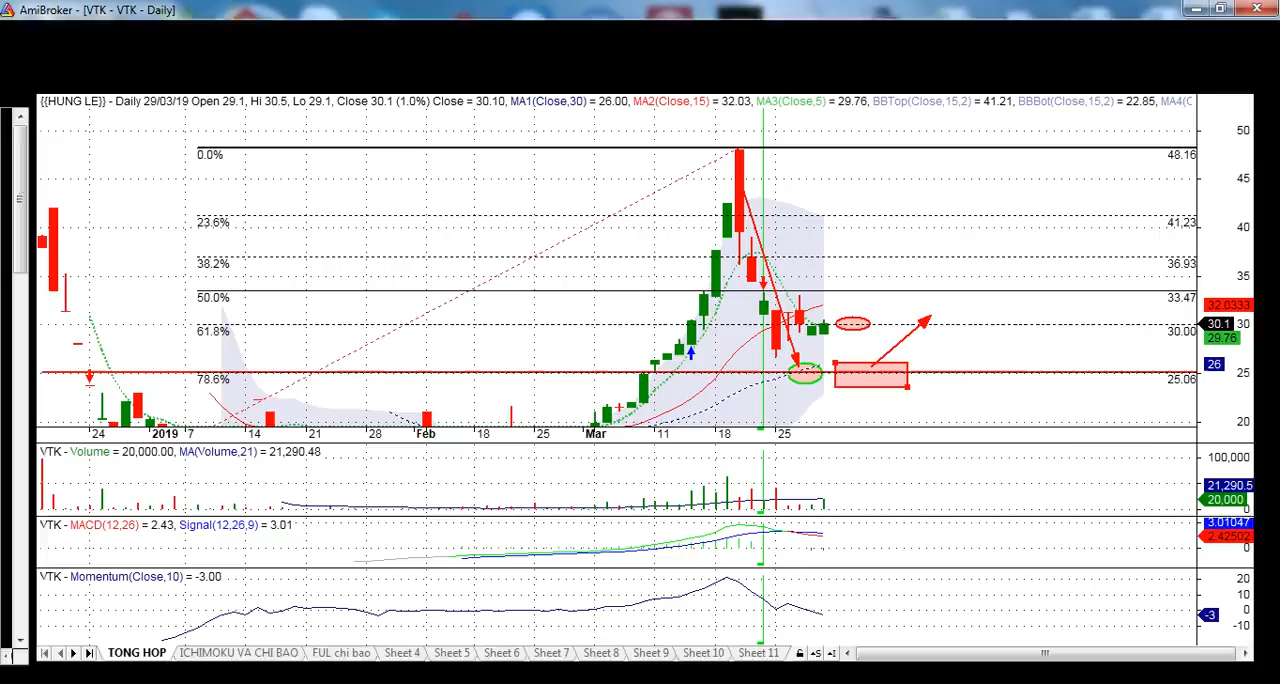 AmiBroker - [VTK - VTK - Daily]
{{HUNG LE}} - Daily 29/03/19 Open 29.1, Hi 30.5, Lo 29.1, Close 30.1 (1.0%) Close = 30.10, MA1(Close,30) = 26.00, MA2(Close,15) = 32.03, MA3(Close,5) = 29.76, BBTop(Close,15,2) = 41.21, BBBot(Close,15,2) = 22.85, MA4(C
50
0.0%
48.16
45
23.6%
41.23
40
38.2%
36.93
35
50.0%
33.47
32.0333
30.1
30
61.8%
30.00
29.76
26
25
78.6%
25.06
20
24
2019
7
14
21
28
Feb
18
25
Mar
11
18
25
VTK - Volume = 20,000.00, MA(Volume,21) = 21,290.48
100,000
21,290.5
20,000
0
VTK - MACD(12,26) = 2.43, Signal(12,26,9) = 3.01
3.01047
2.42502
0
VTK - Momentum(Close,10) = -3.00
20
10
0
-3
-10
TONG HOP
ICHIMOKU VA CHI BAO
FUL chi bao
Sheet 4
Sheet 5
Sheet 6
Sheet 7
Sheet 8
Sheet 9
Sheet 10
Sheet 11